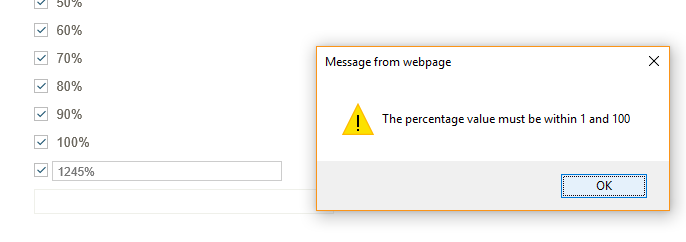 50%
60%
70%
80%
90%
100%
1245%
Message from webpage
The percentage value must be within 1 and 100
OK